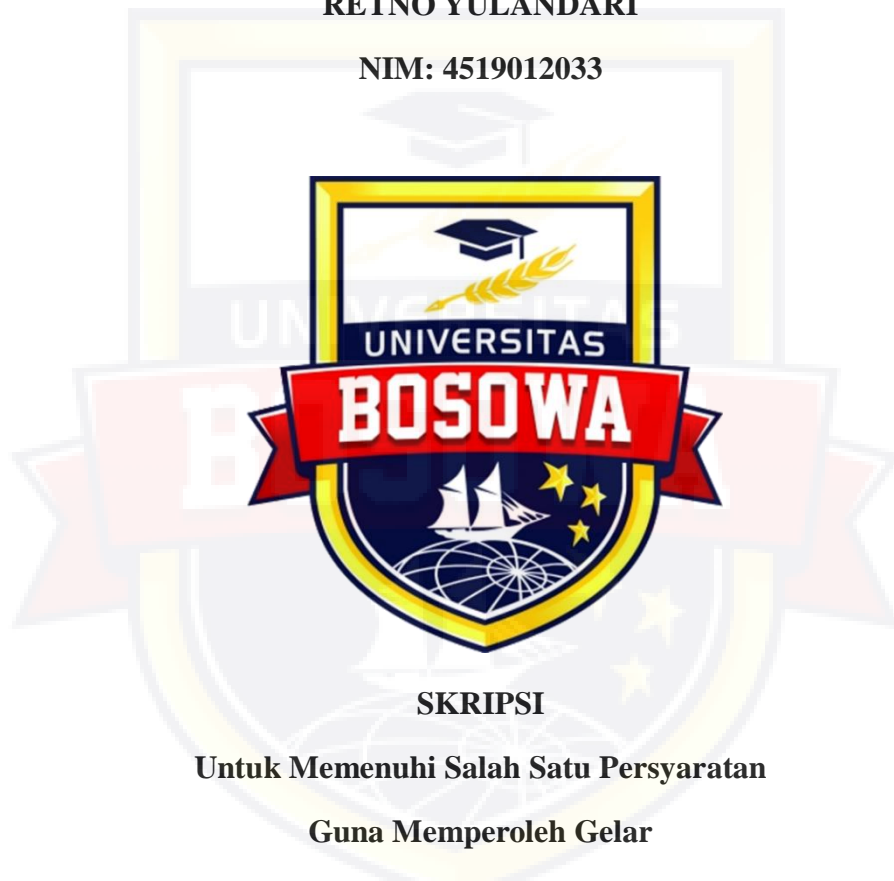 RETNO YULANDARI
NIM: 4519012033
UNIVERSITAS
BOSOWA
SKRIPSI
Untuk Memenuhi Salah Satu Persyaratan
Guna Memperoleh Gelar